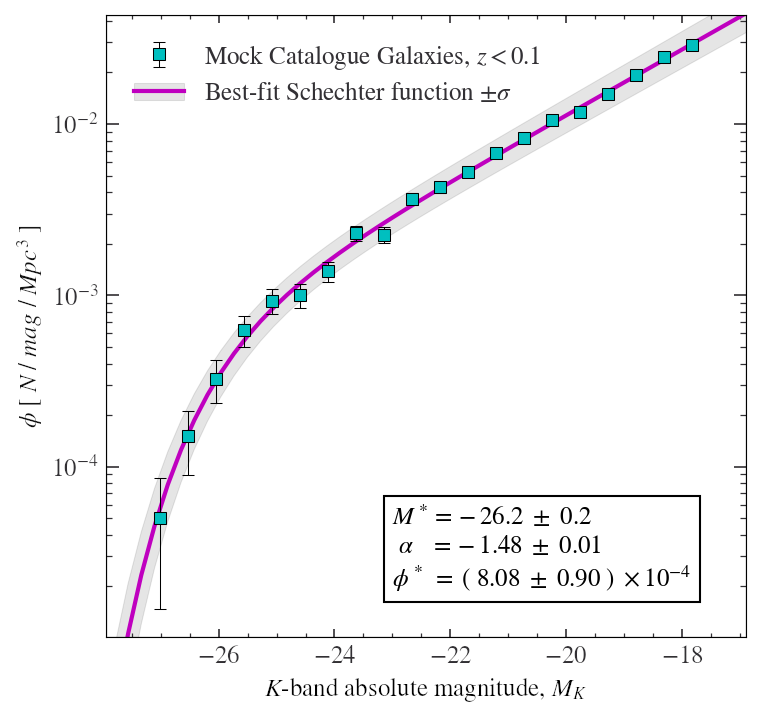 Mock Catalogue Galaxies, z < 0.1
Best-fit Schechter function ±σ
10⁻²
10⁻³
10⁻⁴
ϕ [ N / mag / Mpc³ ]
M* = − 26.2 ± 0.2
α = − 1.48 ± 0.01
ϕ* = ( 8.08 ± 0.90 ) × 10⁻⁴
−26 −24 −22 −20 −18
K-band absolute magnitude, M_K